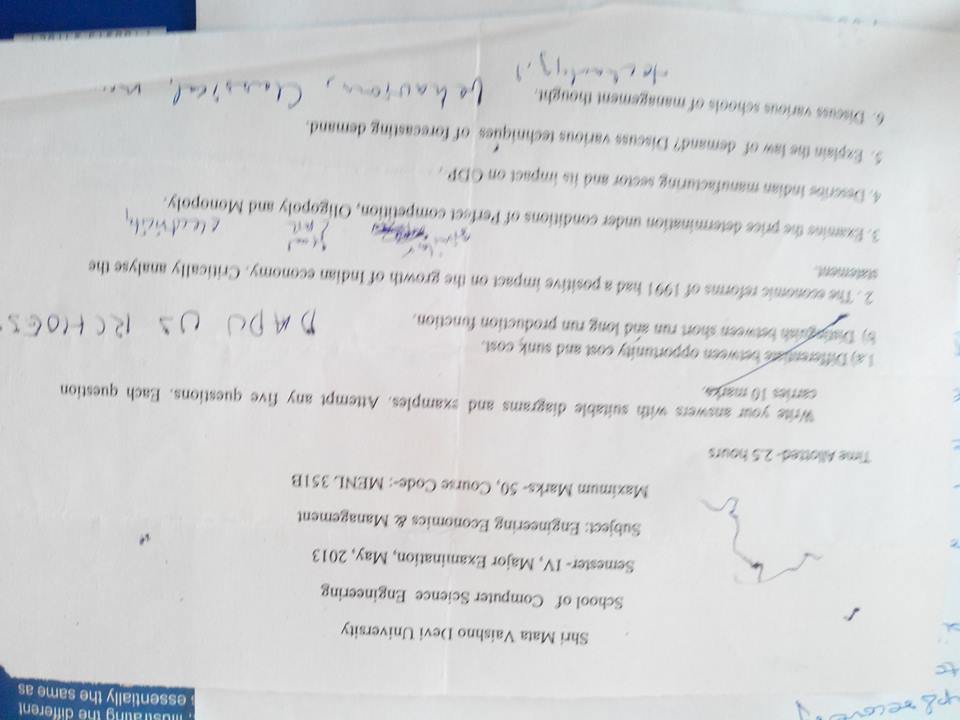 up & recovery
illustrating the different
essentially the same as
Shri Mata Vaishno Devi University
School of Computer Science Engineering
Semester- IV, Major Examination, May, 2013
Subject: Engineering Economics & Management
Maximum Marks- 50, Course Code-: MENL 351B
Time Allotted- 2.5 hours
Write your answers with suitable diagrams and examples. Attempt any five questions. Each question
carries 10 marks.
1.a) Differentiate between opportunity cost and sunk cost.
b) Distinguish between short run and long run production function.
DADU US RCHOES
2 . The economic reforms of 1991 had a positive impact on the growth of Indian economy. Critically analyse the
statement.
similar electricity
3. Examine the price determination under conditions of Perfect competition, Oligopoly and Monopoly.
4. Describe Indian manufacturing sector and its impact on GDP .
5. Explain the law of demand? Discuss various techniques of forecasting demand.
6. Discuss various schools of management thought.
behaviour, Classical,